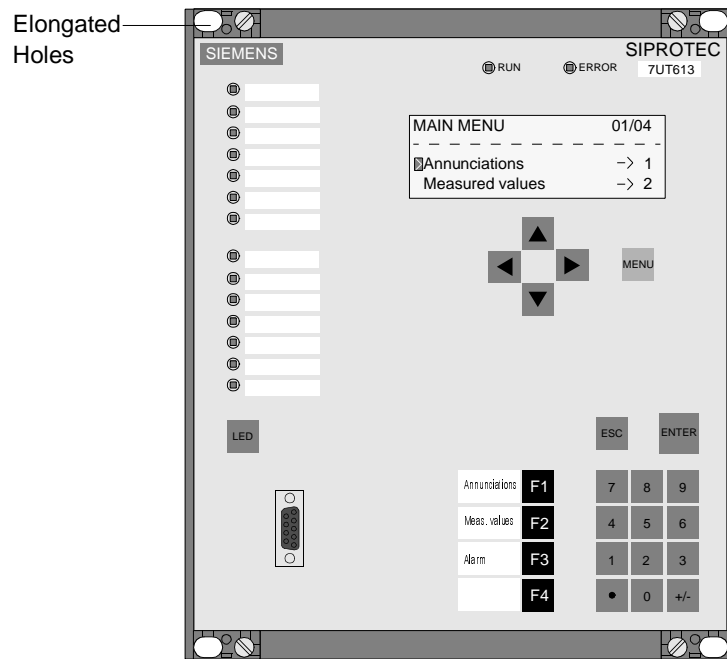 Elongated
Holes
SIEMENS
SIPROTEC
RUN
ERROR
7UT613
MAIN MENU 01/04
- - - - - - - - - - - - - - - - -
Annunciations –> 1
Measured values –> 2
MENU
LED
ESC
ENTER
Annunciations F1
7 8 9
Meas. values F2
4 5 6
Alarm F3
1 2 3
F4
• 0 +/-